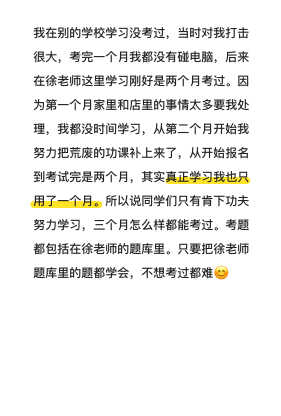 我在别的学校学习没考过，当时对我打击
很大，考完一个月我都没有碰电脑，后来
在徐老师这里学习刚好是两个月考过。因
为第一个月家里和店里的事情太多要我处
理，我都没时间学习，从第二个月开始我
努力把荒废的功课补上来了，从开始报名
到考试完是两个月，其实真正学习我也只
用了一个月。所以说同学们只有肯下功夫
努力学习，三个月怎么样都能考过。考题
都包括在徐老师的题库里。只要把徐老师
题库里的题都学会，不想考过都难😊